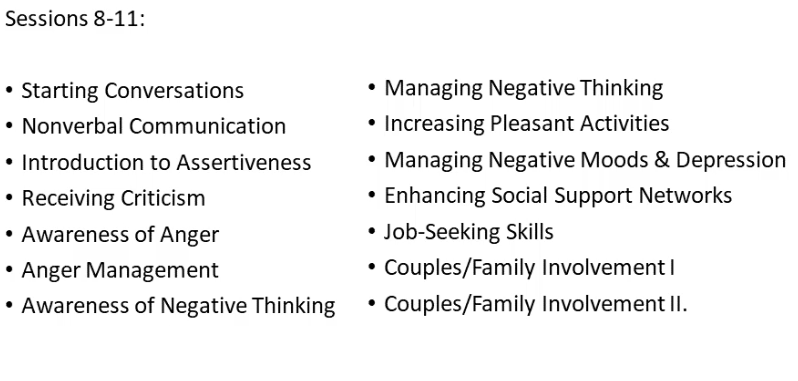 Sessions 8-11:
• Starting Conversations
• Nonverbal Communication
• Introduction to Assertiveness
• Receiving Criticism
• Awareness of Anger
• Anger Management
• Awareness of Negative Thinking
• Managing Negative Thinking
• Increasing Pleasant Activities
• Managing Negative Moods & Depression
• Enhancing Social Support Networks
• Job-Seeking Skills
• Couples/Family Involvement I
• Couples/Family Involvement II.